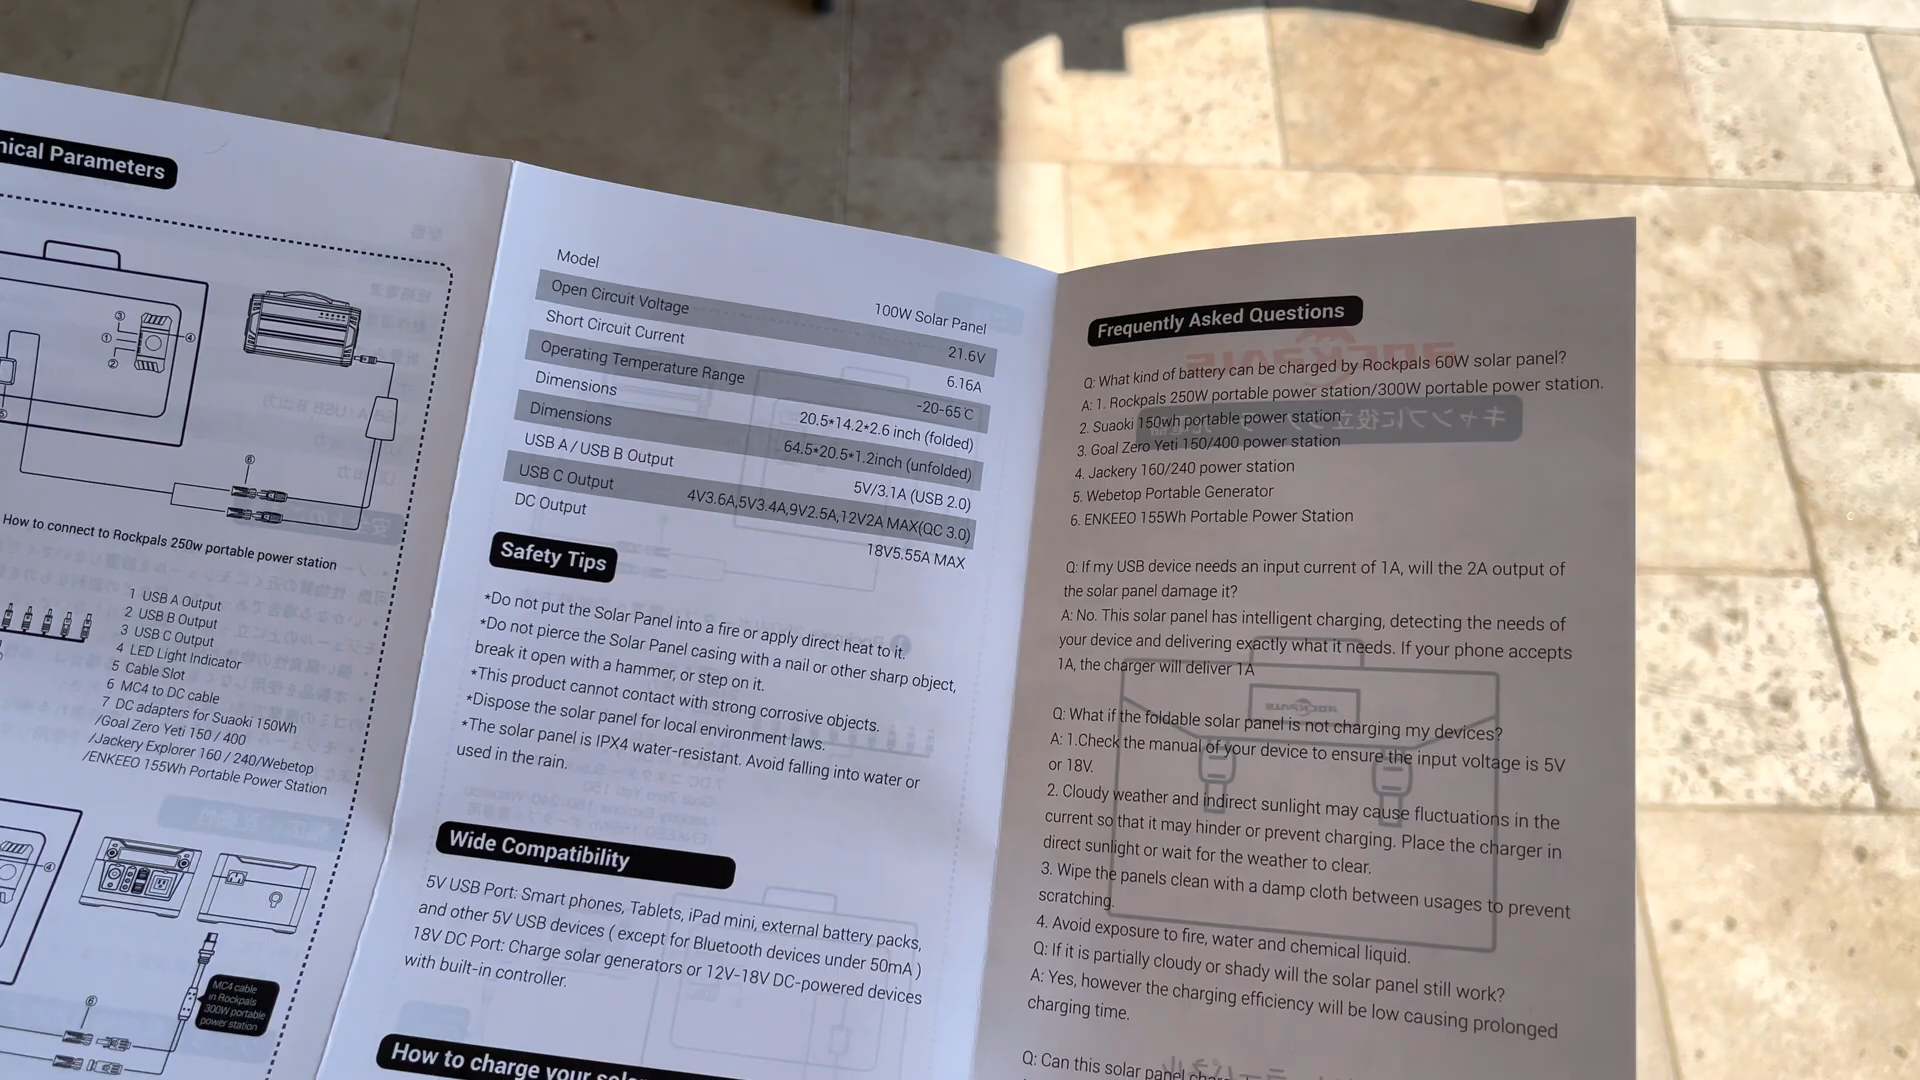 nical Parameters
③
①
②
④
⑤
⑥
How to connect to Rockpals 250w portable power station
1 USB A Output
2 USB B Output
3 USB C Output
4 LED Light Indicator
5 Cable Slot
6 MC4 to DC cable
7 DC adapters for Suaoki 150Wh
/Goal Zero Yeti 150 / 400
/Jackery Explorer 160 / 240/Webetop
/ENKEEO 155Wh Portable Power Station
④
⑥
MC4 cable
in Rockpals
300W portable
power station
Model 100W Solar Panel
Open Circuit Voltage 21.6V
Short Circuit Current 6.16A
Operating Temperature Range -20-65℃
Dimensions 20.5*14.2*2.6 inch (folded)
Dimensions 64.5*20.5*1.2inch (unfolded)
USB A / USB B Output 5V/3.1A (USB 2.0)
USB C Output 4V3.6A,5V3.4A,9V2.5A,12V2A MAX(QC 3.0)
DC Output 18V5.55A MAX
Safety Tips
*Do not put the Solar Panel into a fire or apply direct heat to it.
*Do not pierce the Solar Panel casing with a nail or other sharp object,
break it open with a hammer, or step on it.
*This product cannot contact with strong corrosive objects.
*Dispose the solar panel for local environment laws.
*The solar panel is IPX4 water-resistant. Avoid falling into water or
used in the rain.
Wide Compatibility
5V USB Port: Smart phones, Tablets, iPad mini, external battery packs,
and other 5V USB devices ( except for Bluetooth devices under 50mA )
18V DC Port: Charge solar generators or 12V-18V DC-powered devices
with built-in controller.
How to charge your
Frequently Asked Questions
Q: What kind of battery can be charged by Rockpals 60W solar panel?
A: 1. Rockpals 250W portable power station/300W portable power station.
2. Suaoki 150wh portable power station
3. Goal Zero Yeti 150/400 power station
4. Jackery 160/240 power station
5. Webetop Portable Generator
6. ENKEEO 155Wh Portable Power Station
Q: If my USB device needs an input current of 1A, will the 2A output of
the solar panel damage it?
A: No. This solar panel has intelligent charging, detecting the needs of
your device and delivering exactly what it needs. If your phone accepts
1A, the charger will deliver 1A
Q: What if the foldable solar panel is not charging my devices?
A: 1.Check the manual of your device to ensure the input voltage is 5V
or 18V.
2. Cloudy weather and indirect sunlight may cause fluctuations in the
current so that it may hinder or prevent charging. Place the charger in
direct sunlight or wait for the weather to clear.
3. Wipe the panels clean with a damp cloth between usages to prevent
scratching.
4. Avoid exposure to fire, water and chemical liquid.
Q: If it is partially cloudy or shady will the solar panel still work?
A: Yes, however the charging efficiency will be low causing prolonged
charging time.
Q: Can this solar panel